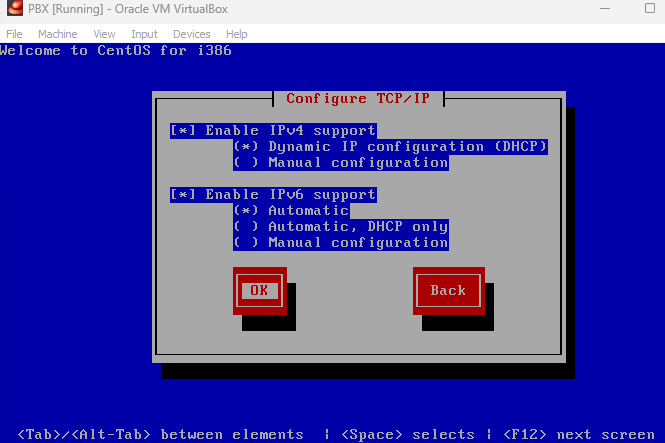 PBX [Running] - Oracle VM VirtualBox
File Machine View Input Devices Help
Welcome to CentOS for i386
Configure TCP/IP
[*] Enable IPv4 support
(*) Dynamic IP configuration (DHCP)
( ) Manual configuration
[*] Enable IPv6 support
(*) Automatic
( ) Automatic, DHCP only
( ) Manual configuration
OK Back
<Tab>/<Alt-Tab> between elements | <Space> selects | <F12> next screen